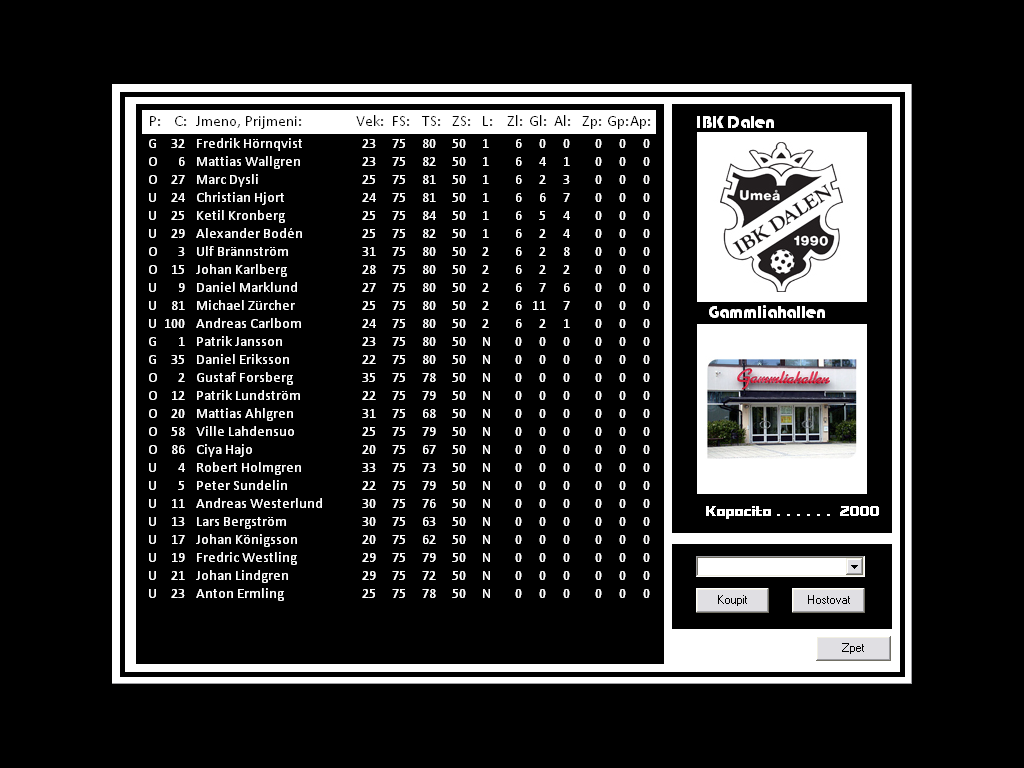 P: C: Jmeno, Prijmeni: Vek: FS: TS: ZS: L: Zl: Gl: Al: Zp: Gp: Ap:
G 32 Fredrik Hörnqvist 23 75 80 50 1 6 0 0 0 0 0
O 6 Mattias Wallgren 23 75 82 50 1 6 4 1 0 0 0
O 27 Marc Dysli 25 75 81 50 1 6 2 3 0 0 0
U 24 Christian Hjort 24 75 81 50 1 6 6 7 0 0 0
U 25 Ketil Kronberg 25 75 84 50 1 6 5 4 0 0 0
U 29 Alexander Bodén 25 75 82 50 1 6 2 4 0 0 0
O 3 Ulf Brännström 31 75 80 50 2 6 2 8 0 0 0
O 15 Johan Karlberg 28 75 80 50 2 6 2 2 0 0 0
U 9 Daniel Marklund 27 75 80 50 2 6 7 6 0 0 0
U 81 Michael Zürcher 25 75 80 50 2 6 11 7 0 0 0
U 100 Andreas Carlbom 24 75 80 50 2 6 2 1 0 0 0
G 1 Patrik Jansson 23 75 80 50 N 0 0 0 0 0 0
G 35 Daniel Eriksson 22 75 80 50 N 0 0 0 0 0 0
O 2 Gustaf Forsberg 35 75 78 50 N 0 0 0 0 0 0
O 12 Patrik Lundström 22 75 79 50 N 0 0 0 0 0 0
O 20 Mattias Ahlgren 31 75 68 50 N 0 0 0 0 0 0
O 58 Ville Lahdensuo 25 75 79 50 N 0 0 0 0 0 0
O 86 Ciya Hajo 20 75 67 50 N 0 0 0 0 0 0
U 4 Robert Holmgren 33 75 73 50 N 0 0 0 0 0 0
U 5 Peter Sundelin 22 75 79 50 N 0 0 0 0 0 0
U 11 Andreas Westerlund 30 75 76 50 N 0 0 0 0 0 0
U 13 Lars Bergström 30 75 63 50 N 0 0 0 0 0 0
U 17 Johan Königsson 20 75 62 50 N 0 0 0 0 0 0
U 19 Fredric Westling 29 75 79 50 N 0 0 0 0 0 0
U 21 Johan Lindgren 29 75 72 50 N 0 0 0 0 0 0
U 23 Anton Ermling 25 75 78 50 N 0 0 0 0 0 0
IBK Dalen
Umeå
IBK DALEN
1990
Gammliahallen
Gammliahallen
Kapacita . . . . . . 2000
Koupit
Hostovat
Zpet